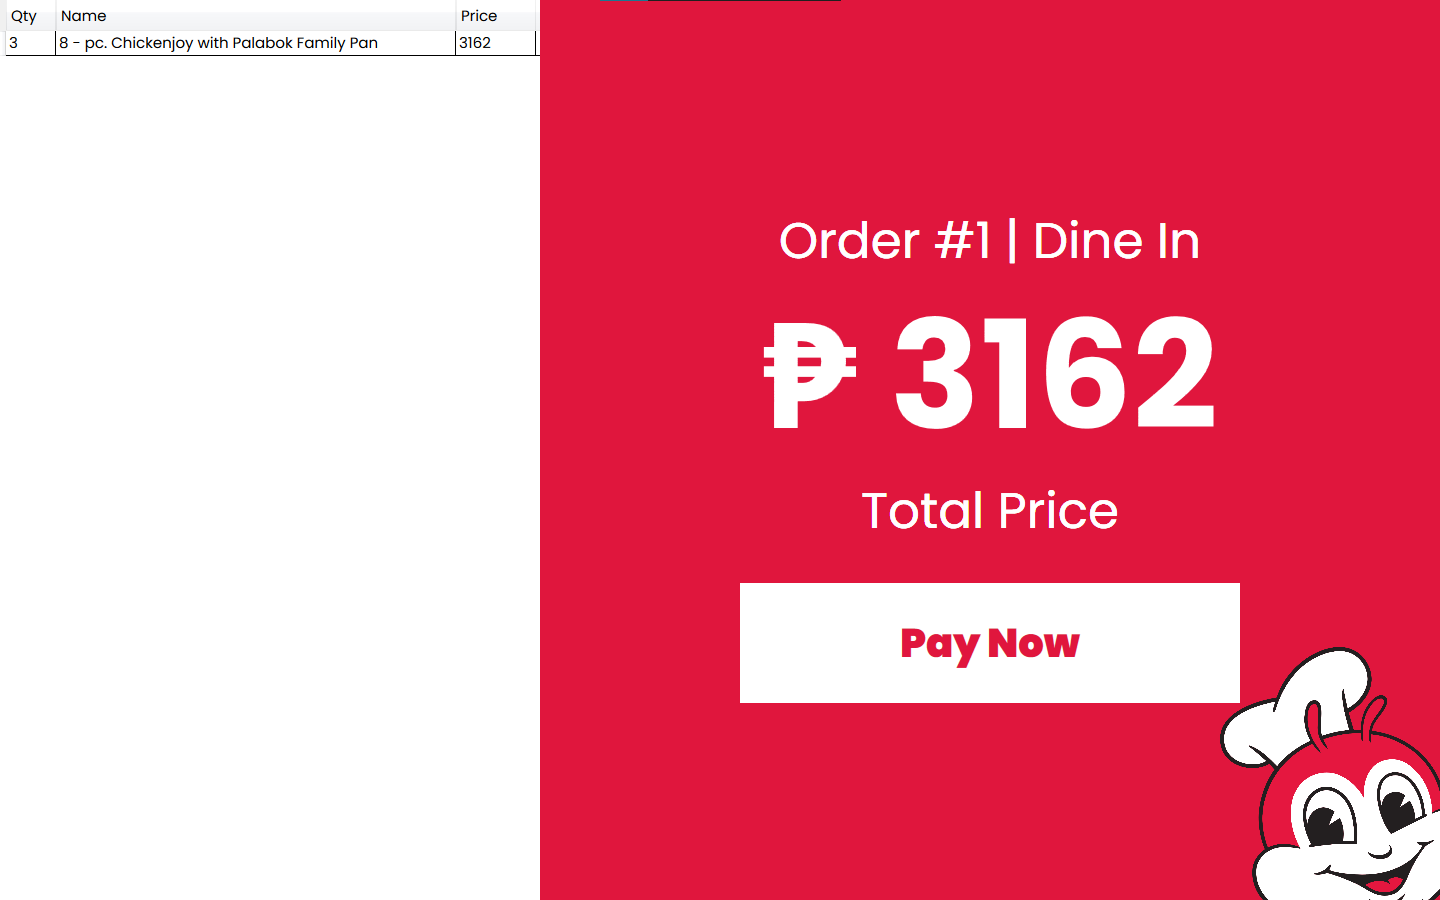 Qty Name Price
3 8 - pc. Chickenjoy with Palabok Family Pan 3162
Order #1 | Dine In
₱ 3162
Total Price
Pay Now